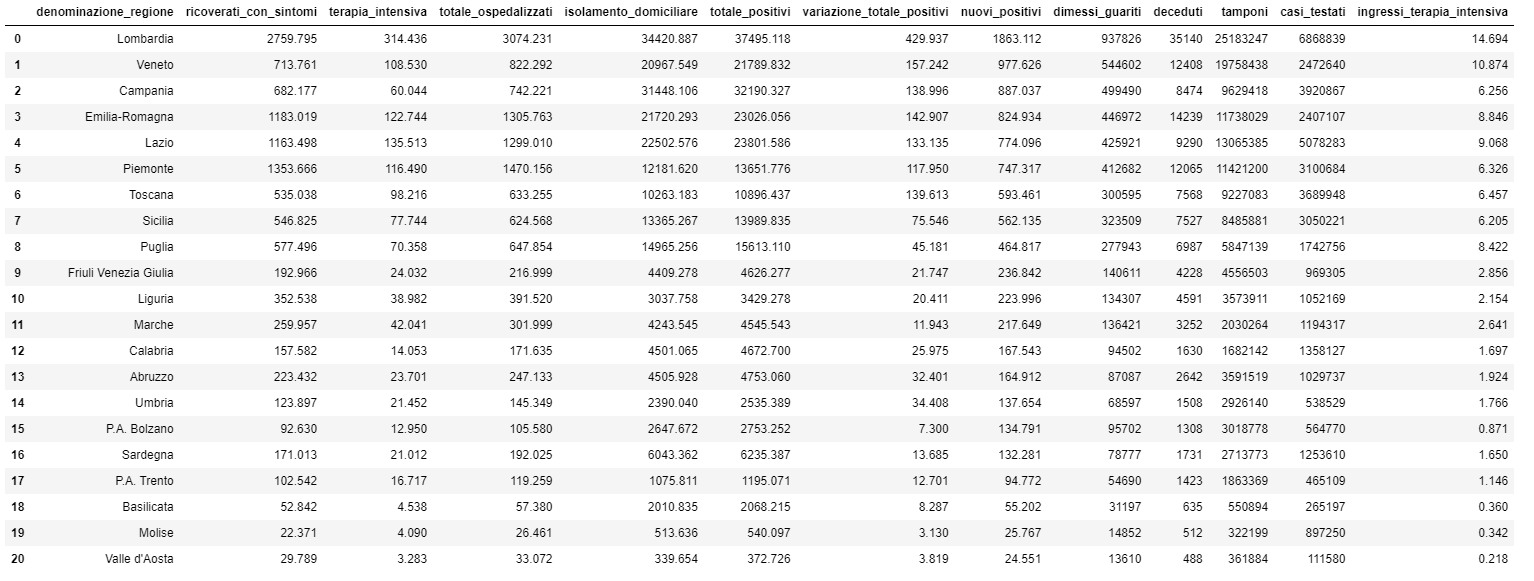 denominazione_regione ricoverati_con_sintomi terapia_intensiva totale_ospedalizzati isolamento_domiciliare totale_positivi variazione_totale_positivi nuovi_positivi dimessi_guariti deceduti tamponi casi_testati ingressi_terapia_intensiva
0 Lombardia 2759.795 314.436 3074.231 34420.887 37495.118 429.937 1863.112 937826 35140 25183247 6868839 14.694
1 Veneto 713.761 108.530 822.292 20967.549 21789.832 157.242 977.626 544602 12408 19758438 2472640 10.874
2 Campania 682.177 60.044 742.221 31448.106 32190.327 138.996 887.037 499490 8474 9629418 3920867 6.256
3 Emilia-Romagna 1183.019 122.744 1305.763 21720.293 23026.056 142.907 824.934 446972 14239 11738029 2407107 8.846
4 Lazio 1163.498 135.513 1299.010 22502.576 23801.586 133.135 774.096 425921 9290 13065385 5078283 9.068
5 Piemonte 1353.666 116.490 1470.156 12181.620 13651.776 117.950 747.317 412682 12065 11421200 3100684 6.326
6 Toscana 535.038 98.216 633.255 10263.183 10896.437 139.613 593.461 300595 7568 9227083 3689948 6.457
7 Sicilia 546.825 77.744 624.568 13365.267 13989.835 75.546 562.135 323509 7527 8485881 3050221 6.205
8 Puglia 577.496 70.358 647.854 14965.256 15613.110 45.181 464.817 277943 6987 5847139 1742756 8.422
9 Friuli Venezia Giulia 192.966 24.032 216.999 4409.278 4626.277 21.747 236.842 140611 4228 4556503 969305 2.856
10 Liguria 352.538 38.982 391.520 3037.758 3429.278 20.411 223.996 134307 4591 3573911 1052169 2.154
11 Marche 259.957 42.041 301.999 4243.545 4545.543 11.943 217.649 136421 3252 2030264 1194317 2.641
12 Calabria 157.582 14.053 171.635 4501.065 4672.700 25.975 167.543 94502 1630 1682142 1358127 1.697
13 Abruzzo 223.432 23.701 247.133 4505.928 4753.060 32.401 164.912 87087 2642 3591519 1029737 1.924
14 Umbria 123.897 21.452 145.349 2390.040 2535.389 34.408 137.654 68597 1508 2926140 538529 1.766
15 P.A. Bolzano 92.630 12.950 105.580 2647.672 2753.252 7.300 134.791 95702 1308 3018778 564770 0.871
16 Sardegna 171.013 21.012 192.025 6043.362 6235.387 13.685 132.281 78777 1731 2713773 1253610 1.650
17 P.A. Trento 102.542 16.717 119.259 1075.811 1195.071 12.701 94.772 54690 1423 1863369 465109 1.146
18 Basilicata 52.842 4.538 57.380 2010.835 2068.215 8.287 55.202 31197 635 550894 265197 0.360
19 Molise 22.371 4.090 26.461 513.636 540.097 3.130 25.767 14852 512 322199 897250 0.342
20 Valle d'Aosta 29.789 3.283 33.072 339.654 372.726 3.819 24.551 13610 488 361884 111580 0.218